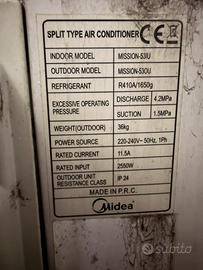 SPLIT TYPE AIR CONDITIONER CE
INDOOR MODEL MISSION-53IU
OUTDOOR MODEL MISSION-53OU
REFRIGERANT R410A/1650g
EXCESSIVE OPERATING PRESSURE DISCHARGE 4.2MPa
SUCTION 1.5MPa
WEIGHT(OUTDOOR) 36kg
POWER SOURCE 220-240V~ 50Hz, 1Ph
RATED CURRENT 11.5A
RATED INPUT 2550W
OUTDOOR UNIT RESISTANCE CLASS IP 24
MADE IN P.R.C.
Midea
subito